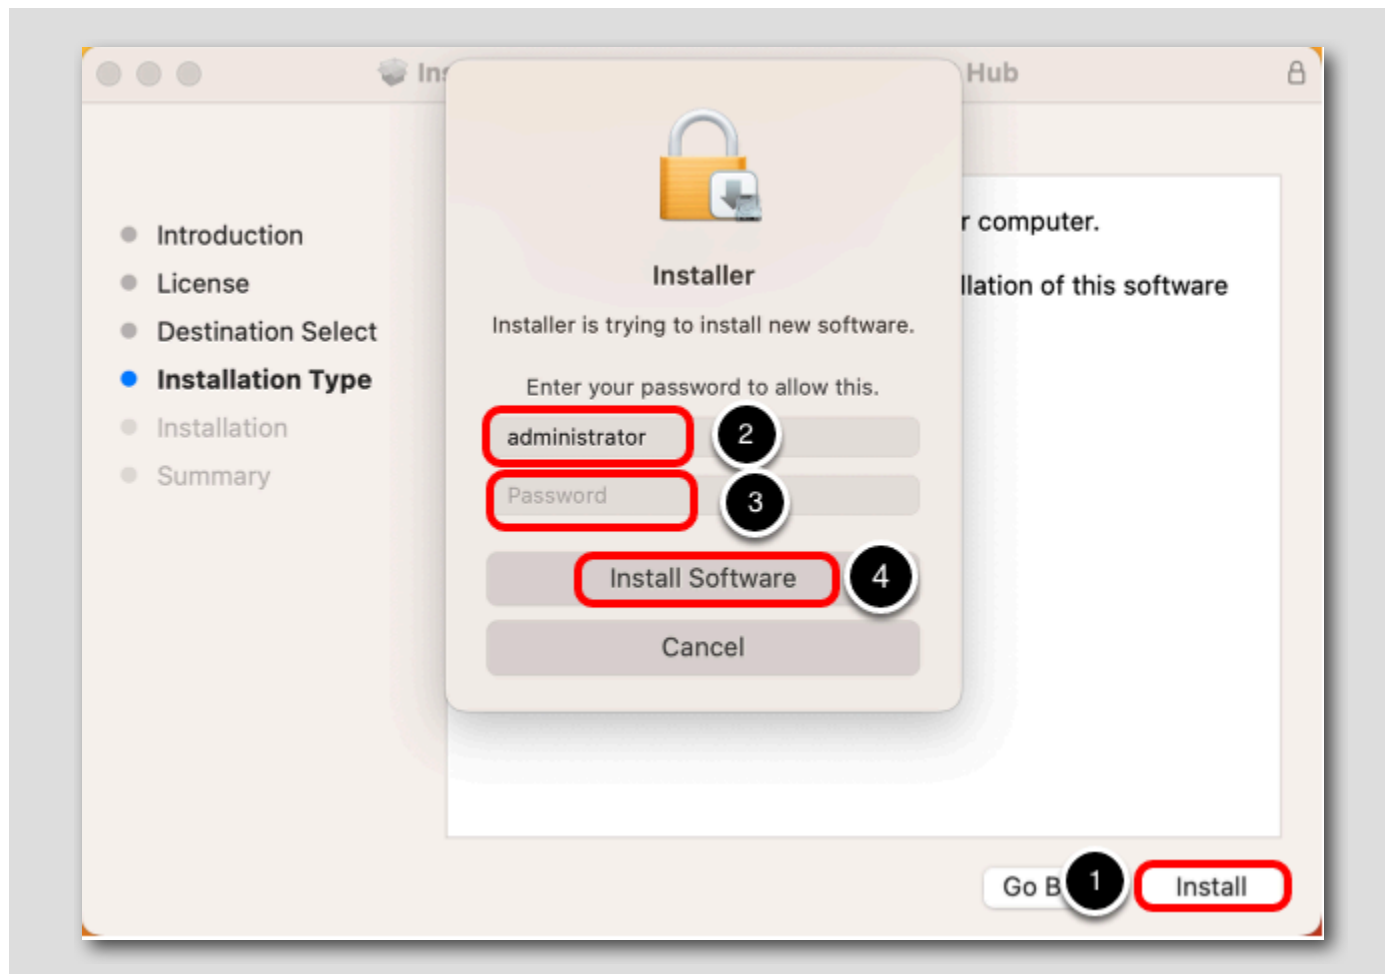 Hub
Introduction
License
Destination Select
Installation Type
Installation
Summary
r computer.
llation of this software
Installer
Installer is trying to install new software.
Enter your password to allow this.
administrator
2
Password
3
Install Software
4
Cancel
Go B
1
Install